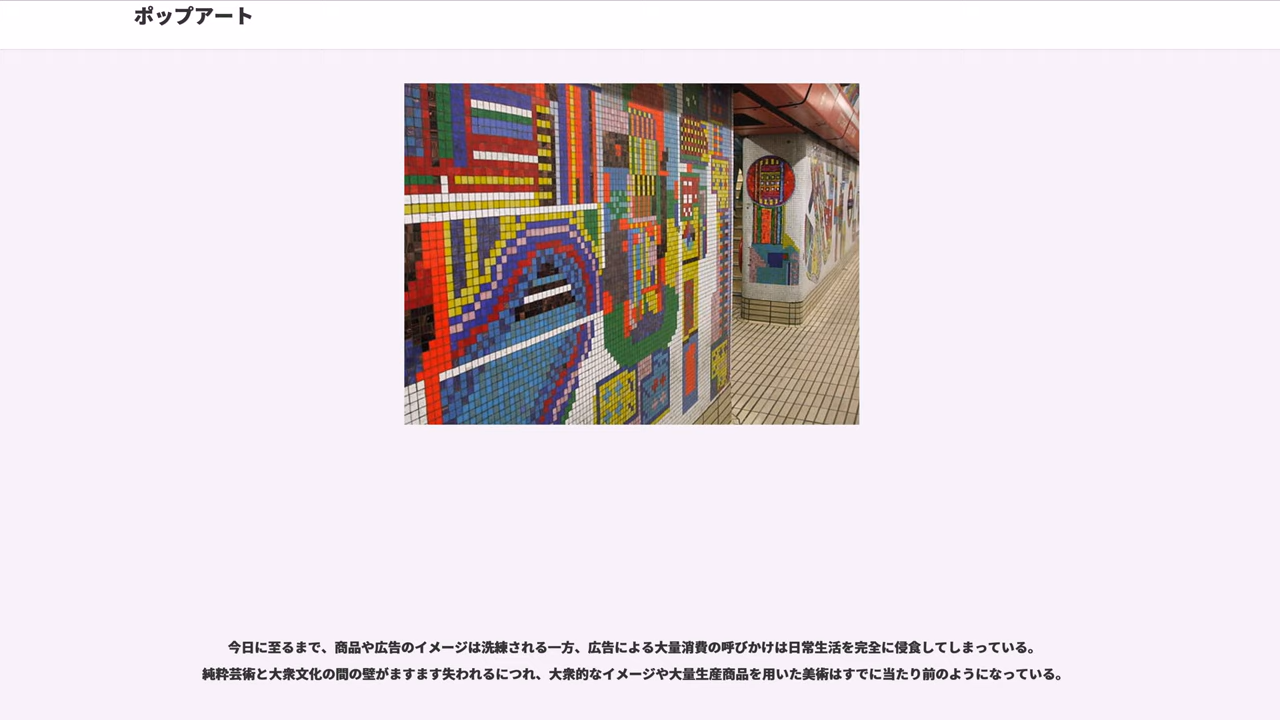 ポップアート
今日に至るまで、商品や広告のイメージは洗練される一方、広告による大量消費の呼びかけは日常生活を完全に侵食してしまっている。
純粋芸術と大衆文化の間の壁がますます失われるにつれ、大衆的なイメージや大量生産商品を用いた美術はすでに当たり前のようになっている。